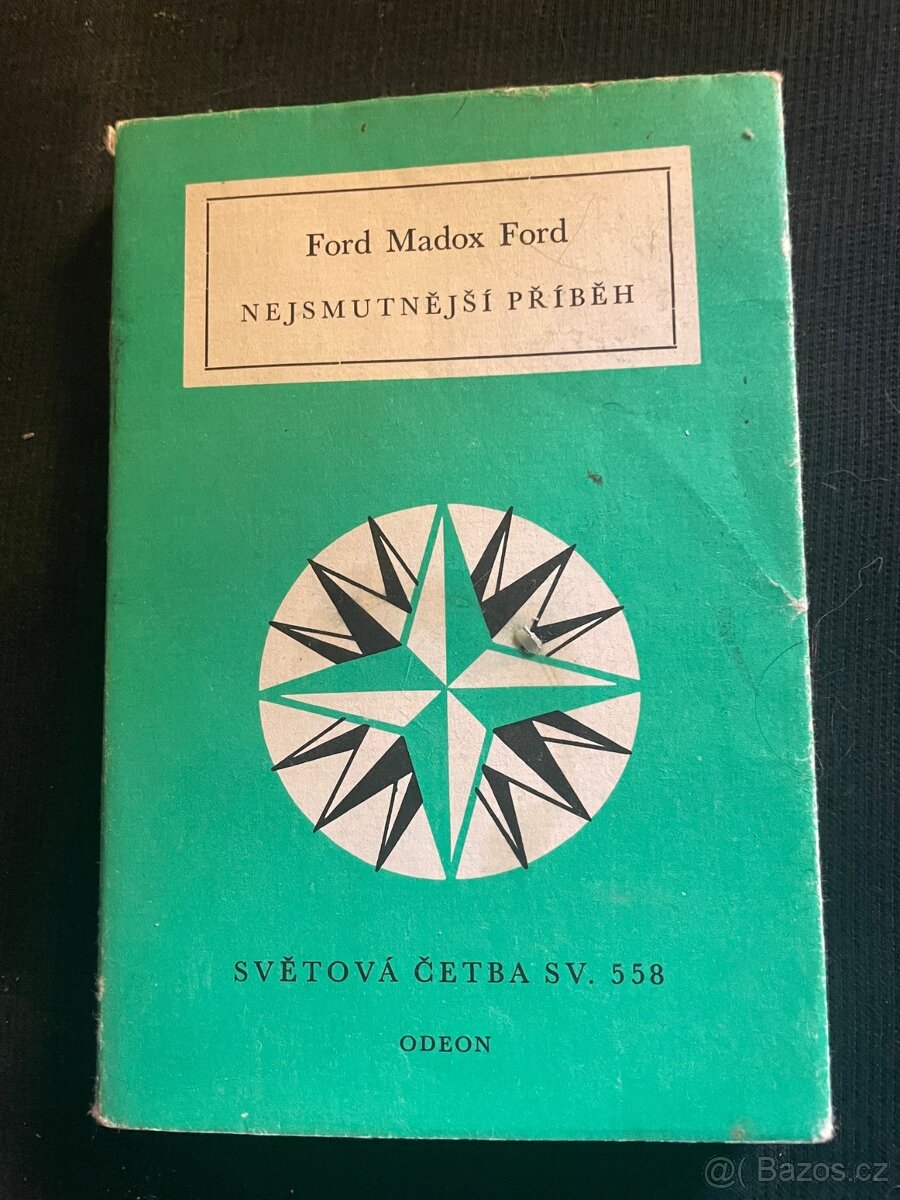 Ford Madox Ford
NEJSMUTNĚJŠÍ PŘÍBĚH
SVĚTOVÁ ČETBA SV. 558
ODEON
@( Bazos.cz